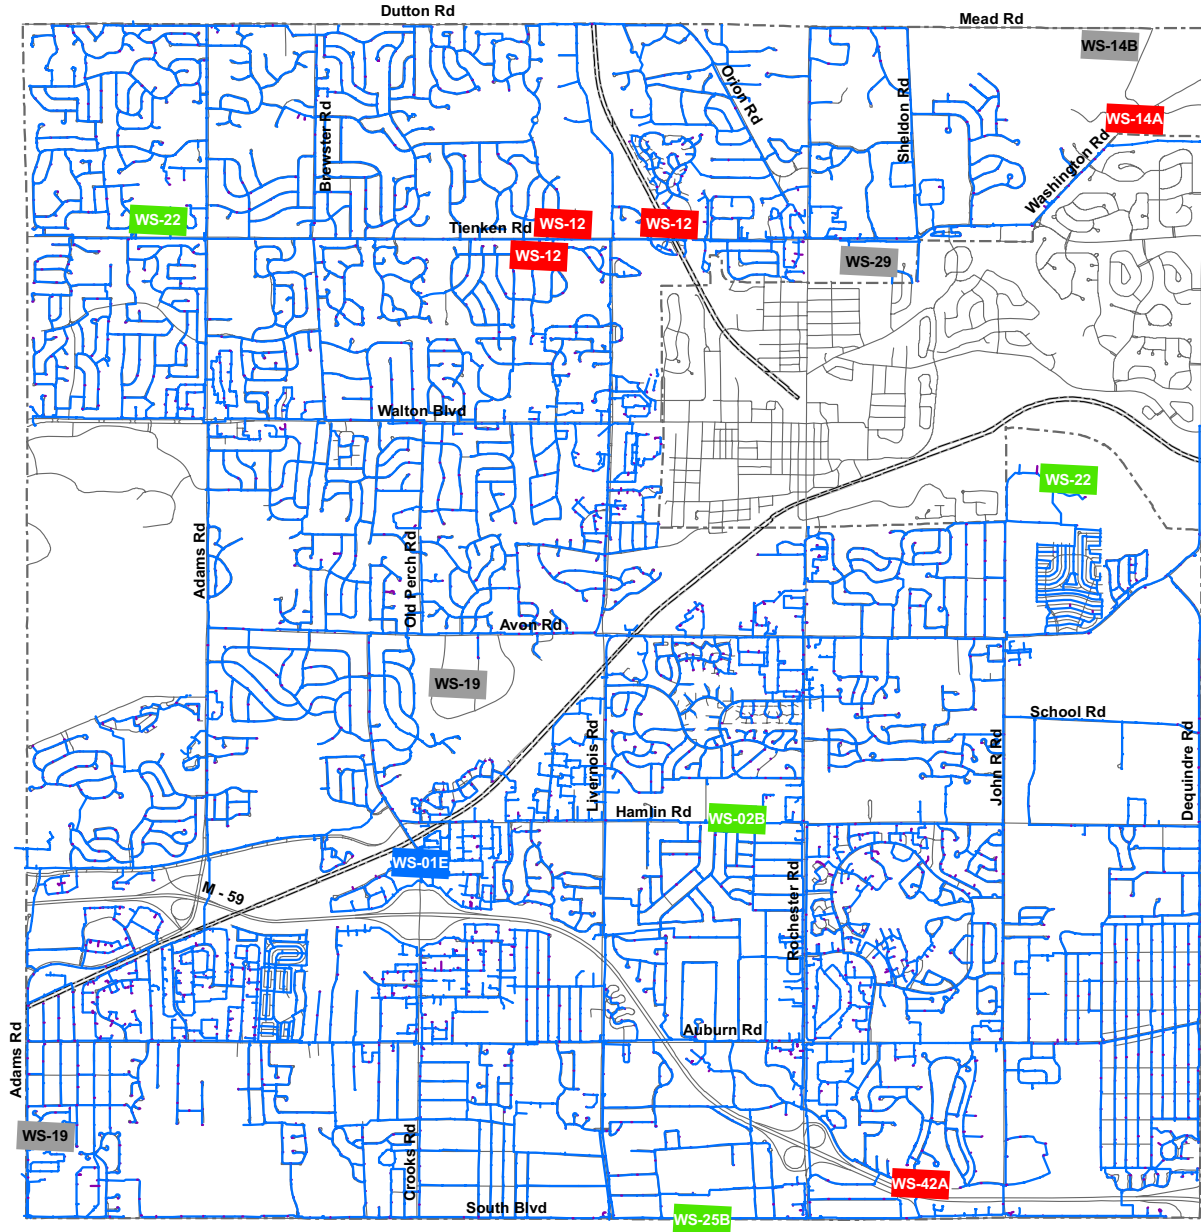 Dutton Rd
Mead Rd
WS-14B
Orion Rd
Sheldon Rd
WS-14A
Brewster Rd
Washington Rd
WS-22
Tienken Rd
WS-12
WS-12
WS-12
WS-29
Walton Blvd
WS-22
Adams Rd
Old Perch Rd
Avon Rd
WS-19
School Rd
Livernois Rd
John R Rd
Dequindre Rd
Hamlin Rd
WS-02B
WS-01E
M - 59
Rochester Rd
Auburn Rd
Adams Rd
WS-19
Crooks Rd
WS-42A
South Blvd
WS-25B